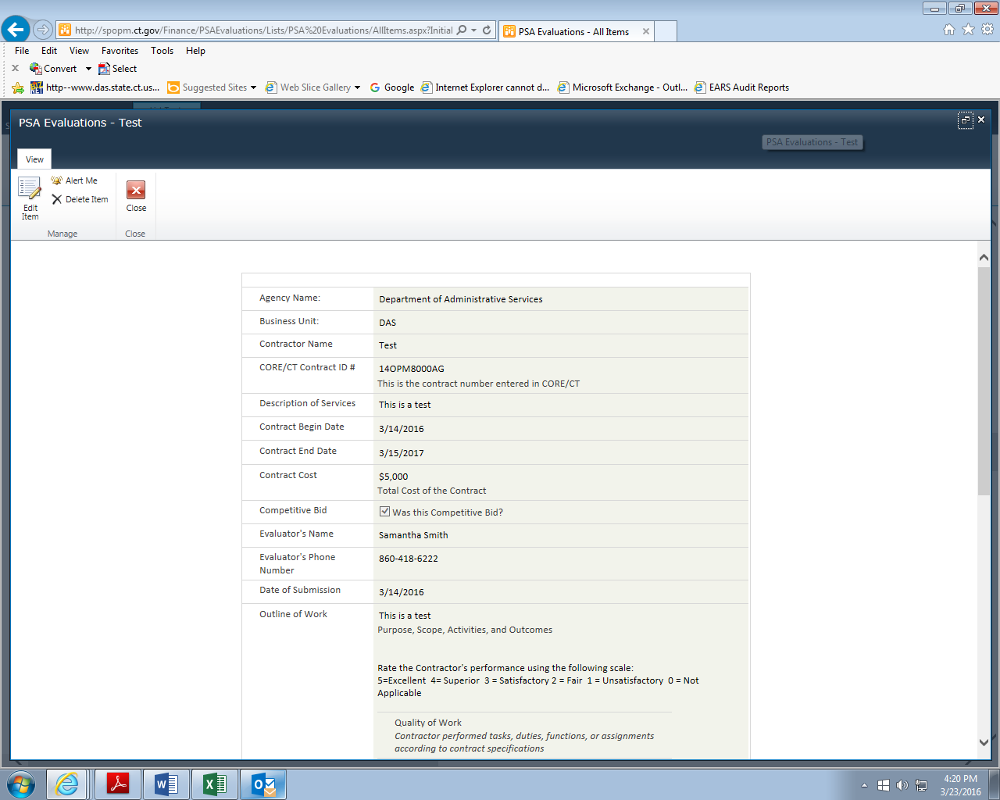 http://spopm.ct.gov/Finance/PSAEvaluations/Lists/PSA%20Evaluations/AllItems.aspx?Initial
PSA Evaluations - All Items
File Edit View Favorites Tools Help
Convert Select
http--www.das.state.ct.us... Suggested Sites Web Slice Gallery Google Internet Explorer cannot d... Microsoft Exchange - Outl... EARS Audit Reports
PSA Evaluations - Test
PSA Evaluations - Test
View
Edit Item
Alert Me
Delete Item
Close
Manage
Close
Agency Name: Department of Administrative Services
Business Unit: DAS
Contractor Name Test
CORE/CT Contract ID # 14OPM8000AG
This is the contract number entered in CORE/CT
Description of Services This is a test
Contract Begin Date 3/14/2016
Contract End Date 3/15/2017
Contract Cost $5,000
Total Cost of the Contract
Competitive Bid Was this Competitive Bid?
Evaluator's Name Samantha Smith
Evaluator's Phone Number 860-418-6222
Date of Submission 3/14/2016
Outline of Work This is a test
Purpose, Scope, Activities, and Outcomes
Rate the Contractor's performance using the following scale:
5=Excellent 4= Superior 3 = Satisfactory 2 = Fair 1 = Unsatisfactory 0 = Not
Applicable
Quality of Work
Contractor performed tasks, duties, functions, or assignments
according to contract specifications
4:20 PM
3/23/2016